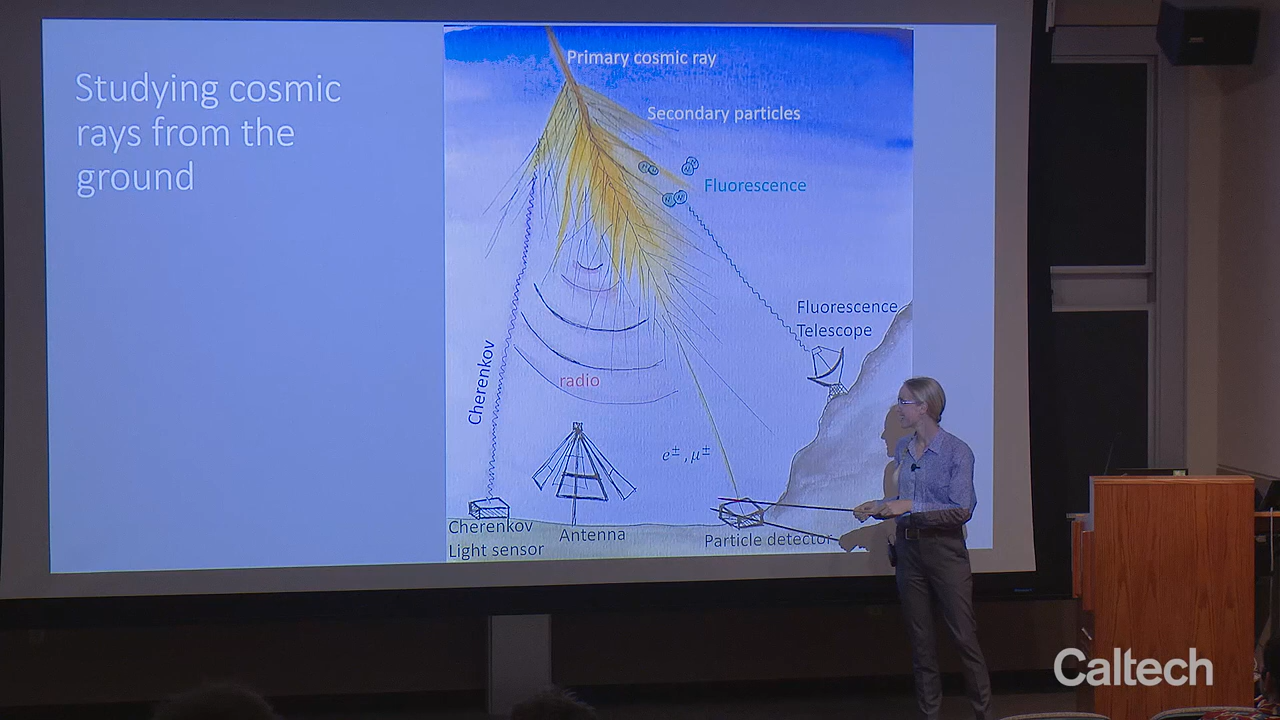 Studying cosmic
rays from the
ground
Primary cosmic ray
Secondary particles
Fluorescence
Fluorescence
Telescope
Cherenkov
radio
e±, μ±
Cherenkov
Light sensor
Antenna
Particle detector
Caltech